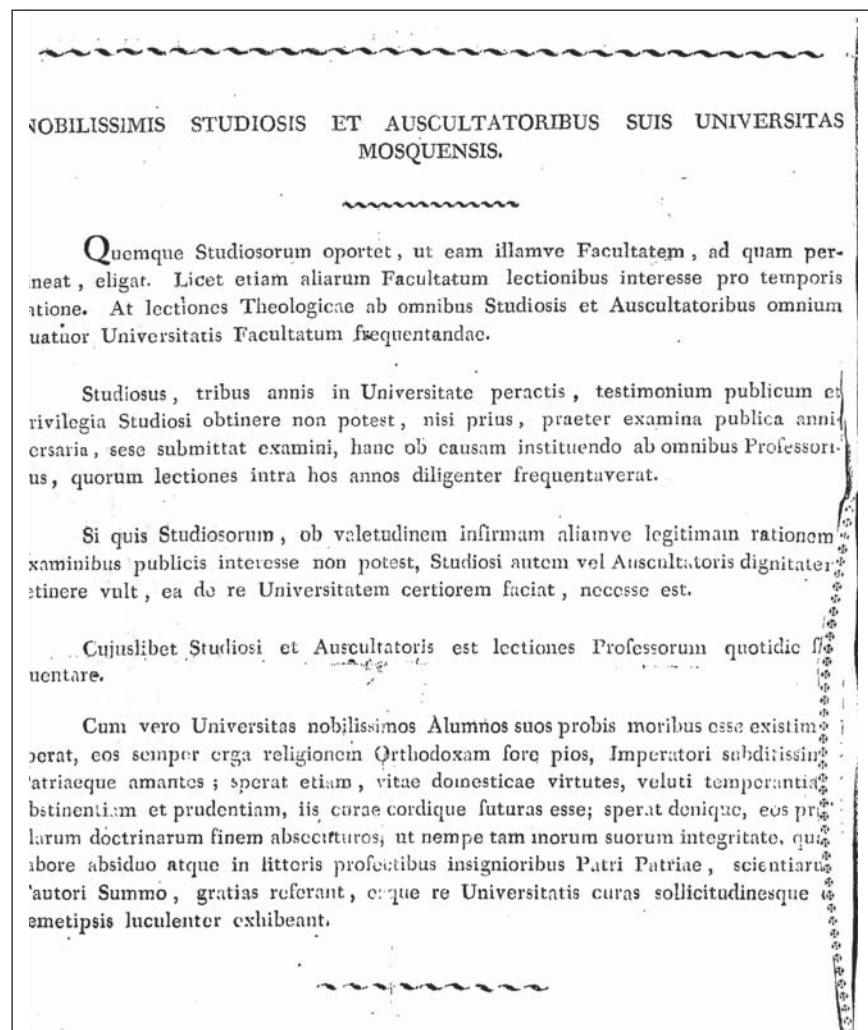 NOBILISSIMIS STUDIOSIS ET AUSCULTATORIBUS SUIS UNIVERSITAS
MOSQUENSIS.
Quemque Studiosorum oportet, ut eam illamve Facultatem, ad quam per-
neat, eligat. Licet etiam aliarum Facultatum lectionibus interesse pro temporis
atione. At lectiones Theologicae ab omnibus Studiosis et Auscultatoribus omnium
uatuor Universitatis Facultatum frequentandae.
Studiosus, tribus annis in Universitate peractis, testimonium publicum et
rivilegia Studiosi obtinere non potest, nisi prius, praeter examina publica anni-
ersaria, sese submittat examini, hanc ob causam instituendo ab omnibus Professori-
us, quorum lectiones intra hos annos diligenter frequentaverat.
Si quis Studiosorum, ob valetudinem infirmam aliamve legitimam rationem
xaminibus publicis interesse non potest, Studiosi autem vel Auscultatoris dignitatem
etinere vult, ea de re Universitatem certiorem faciat, necesse est.
Cujuslibet Studiosi et Auscultatoris est lectiones Professorum quotidie
uentare.
Cum vero Universitas nobilissimos Alumnos suos probis moribus esse existim
perat, eos semper erga religionem Orthodoxam fore pios, Imperatori subditissim
atriaeque amantes; sperat etiam, vitae domesticae virtutes, veluti temperantia
bstinentiam et prudentiam, iis curae cordique futuras esse; sperat denique, eos
larum doctrinarum finem absecuturos, ut nempe tam morum suorum integritate, qua
abore absiduo atque in litteris profectibus insignioribus Patri Patriae, scientiaru
autori Summo, gratias referant, eaque re Universitatis curas sollicitudinesque
emetipsis luculenter exhibeant.